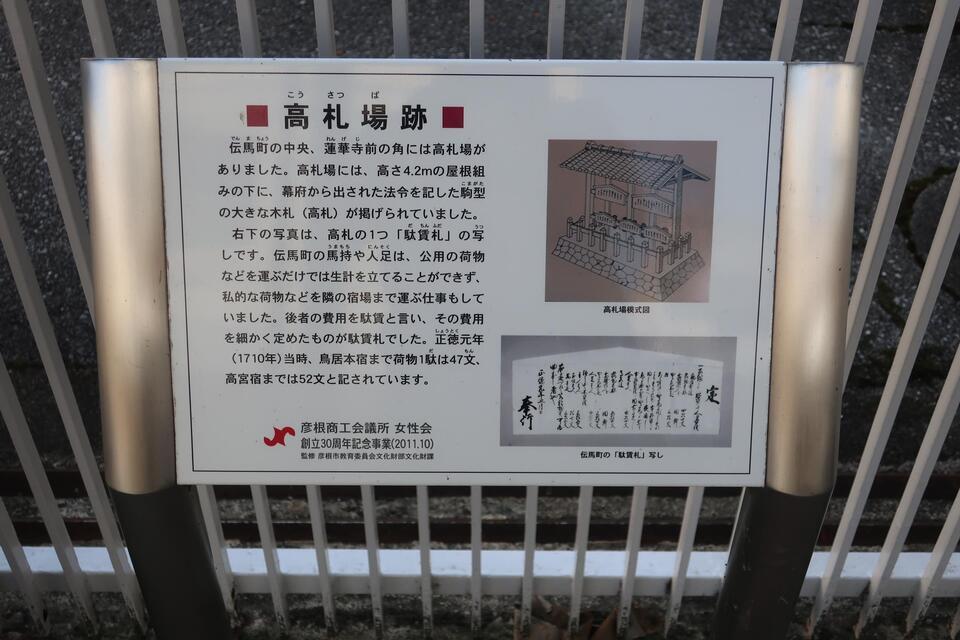 ■ 高札場跡 ■
こう さつ ば
伝馬町の中央、蓮華寺前の角には高札場が
ありました。高札場には、高さ4.2mの屋根組
みの下に、幕府から出された法令を記した駒型
の大きな木札（高札）が掲げられていました。
右下の写真は、高札の1つ「駄賃札」の写
しです。伝馬町の馬持や人足は、公用の荷物
などを運ぶだけでは生計を立てることができず、
私的な荷物などを隣の宿場まで運ぶ仕事もして
いました。後者の費用を駄賃と言い、その費用
を細かく定めたものが駄賃札でした。正徳元年
（1710年）当時、鳥居本宿まで荷物1駄は47文、
高宮宿までは52文と記されています。
彦根商工会議所 女性会
創立30周年記念事業(2011.10)
監修 彦根市教育委員会文化財部文化財課
高札場模式図
定
奉行
伝馬町の「駄賃札」写し